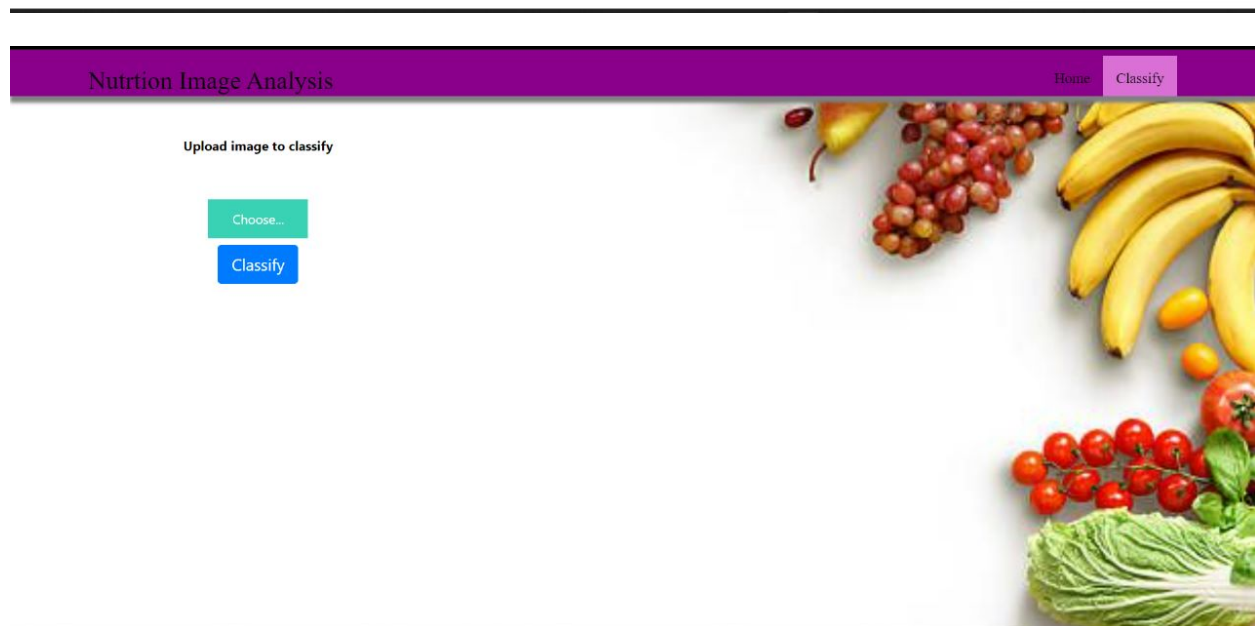 Nutrtion Image Analysis
Home Classify
Upload image to classify
Choose...
Classify